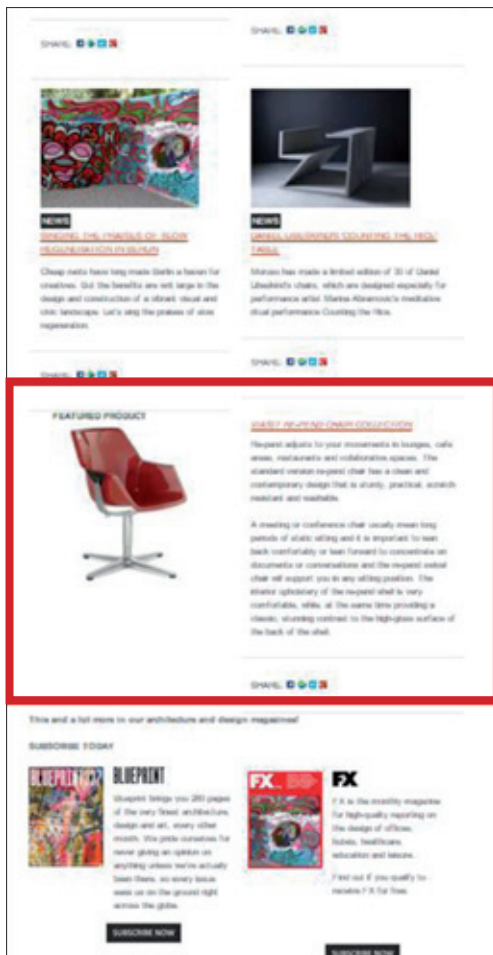 SHARE:
SHARE:
NEWS
SINGING THE PRAISES OF SLOW
REGENERATION IN BERLIN
Cheap rents have long made Berlin a haven for
creatives. Got the benefits are writ large in the
design and construction of a vibrant visual and
civic landscape. Let's sing the praises of slow
regeneration.
SHARE:
NEWS
DANIEL LIBESKIND'S 'COUNTING THE RICE'
TABLE
Moroso has made a limited edition of 30 of Daniel
Libeskind's chairs, which are designed especially for
performance artist Marina Abramovic's meditative
ritual performance Counting the Rice.
SHARE:
FEATURED PRODUCT
RE-PEND CHAIR COLLECTION
Re-pend adjusts to your movements in lounges, cafe
areas, restaurants and collaborative spaces. The
standard version re-pend chair has a clean and
contemporary design that is sturdy, practical, scratch
resistant and washable.
A meeting or conference chair usually mean long
periods of static sitting and it is important to lean
back comfortably or lean forward to concentrate on
documents or conversations and the re-pend swivel
chair will support you in any sitting position. The
interior upholstery of the re-pend shell is very
comfortable, while, at the same time providing a
classic, stunning contrast to the high-gloss surface of
the back of the shell.
SHARE:
This and a lot more in our architecture and design magazines!
SUBSCRIBE TODAY
BLUEPRINT
BLUEPRINT
Blueprint brings you 280 pages
of the very finest architecture,
design and art, every other
month. We pride ourselves for
never giving an opinion on
anything unless we're actually
been there, so every issue
sees us on the ground right
across the globe.
SUBSCRIBE NOW
FX
FX
FX is the monthly magazine
for high-quality reporting on
the design of offices,
hotels, healthcare,
education and leisure.
Find out if you qualify to
receive FX for free.
SUBSCRIBE NOW